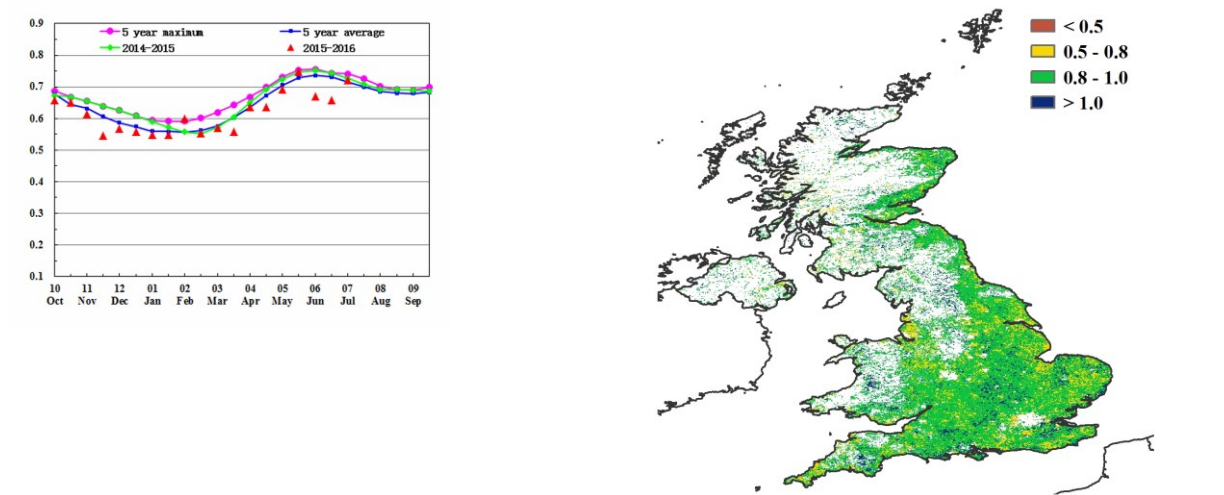 0.9
5 year maximum
5 year average
2014-2015
2015-2016
0.8
0.7
0.6
0.5
0.4
0.3
0.2
0.1
10 11 12 01 02 03 04 05 06 07 08 09
Oct Nov Dec Jan Feb Mar Apr May Jun Jul Aug Sep
< 0.5
0.5 - 0.8
0.8 - 1.0
> 1.0